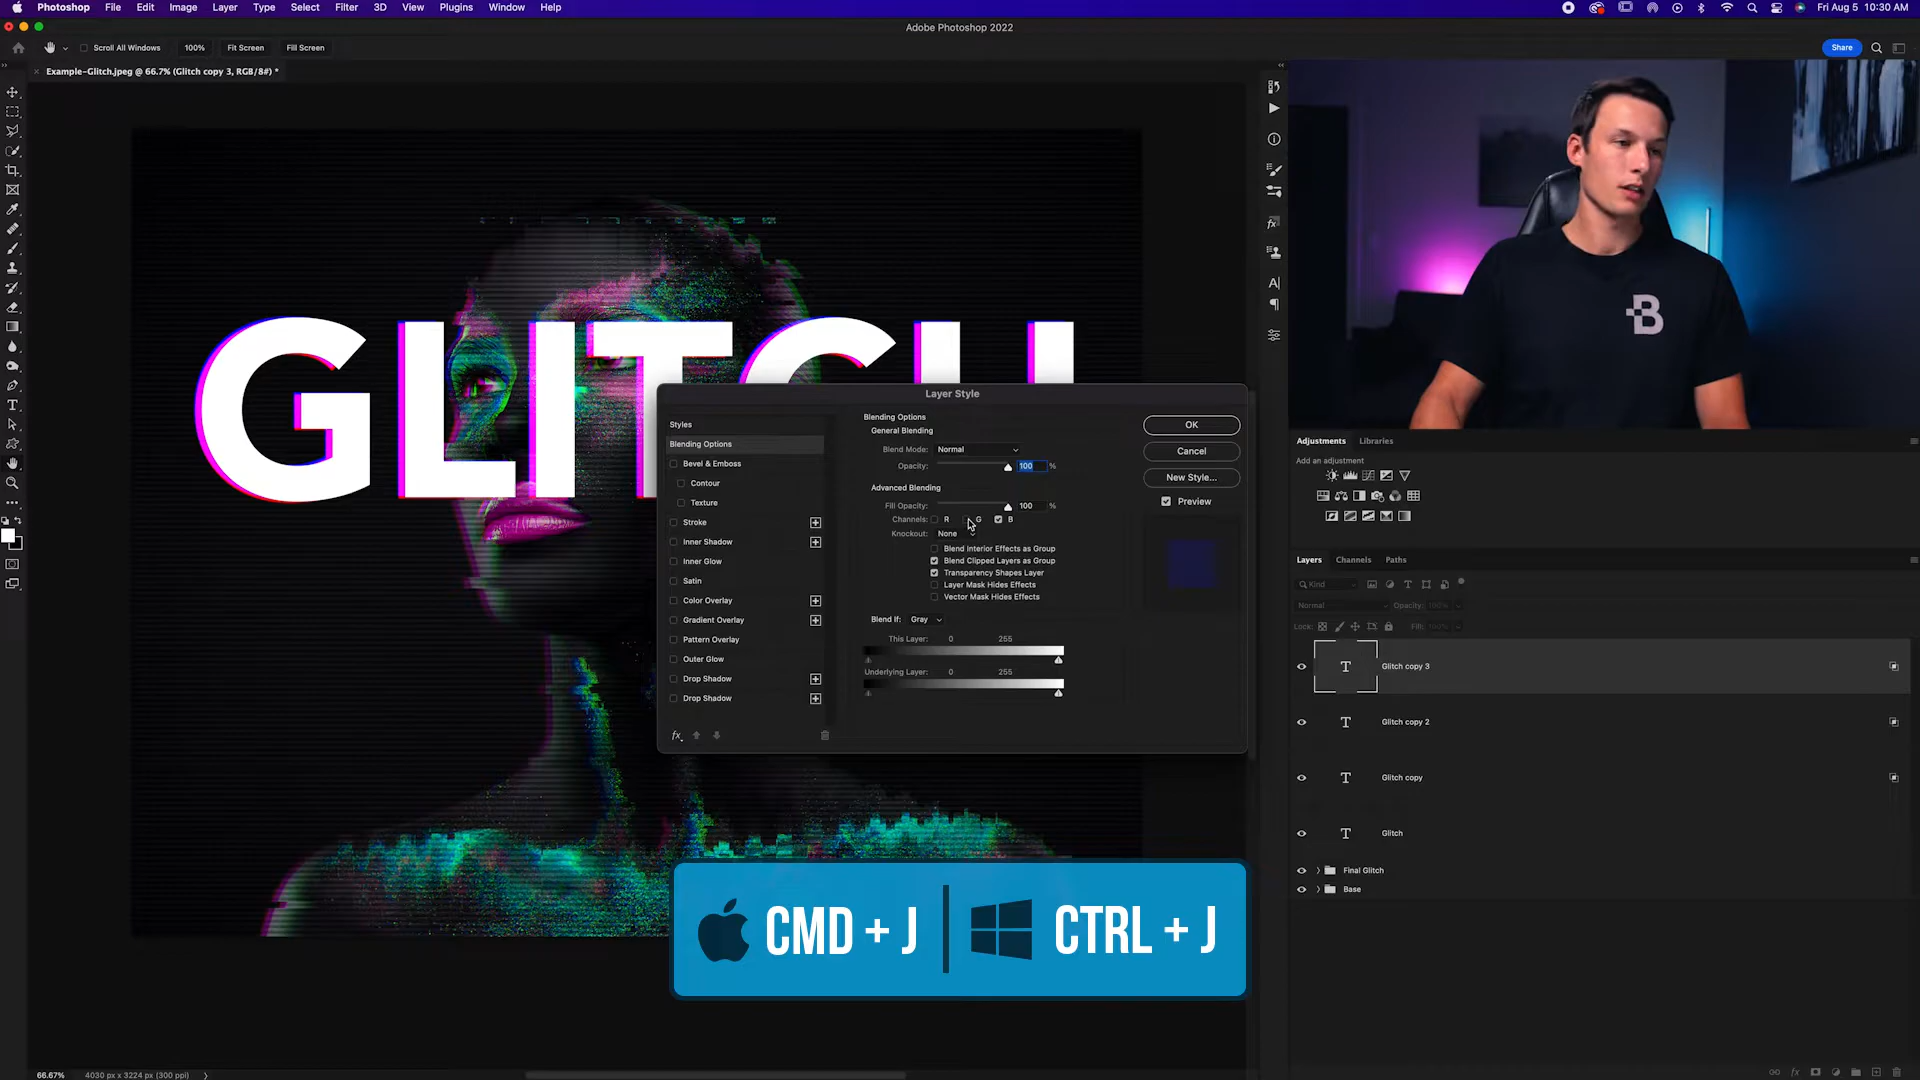 Photoshop File Edit Image Layer Type Select Filter 3D View Plugins Window Help
Fri Aug 5 10:30 AM
Adobe Photoshop 2022
Scroll All Windows 100% Fit Screen Fill Screen
Share
Example-Glitch.jpeg @ 66.7% (Glitch copy 3, RGB/8#) *
GLITCH
B
Layer Style
Styles
Blending Options
Bevel & Emboss
Contour
Texture
Stroke
Inner Shadow
Inner Glow
Satin
Color Overlay
Gradient Overlay
Pattern Overlay
Outer Glow
Drop Shadow
Drop Shadow
fx
Blending Options
General Blending
Blend Mode: Normal
Opacity: 100 %
Advanced Blending
Fill Opacity: 100 %
Channels: R G B
Knockout: None
Blend Interior Effects as Group
Blend Clipped Layers as Group
Transparency Shapes Layer
Layer Mask Hides Effects
Vector Mask Hides Effects
Blend If: Gray
This Layer: 0 255
Underlying Layer: 0 255
OK
Cancel
New Style...
Preview
Adjustments Libraries
Add an adjustment
Layers Channels Paths
Kind
Normal Opacity: 100%
Lock: Fill: 100%
T Glitch copy 3
T Glitch copy 2
T Glitch copy
T Glitch
Final Glitch
Base
CMD + J CTRL + J
66.67% 4030 px x 3224 px (300 ppi)